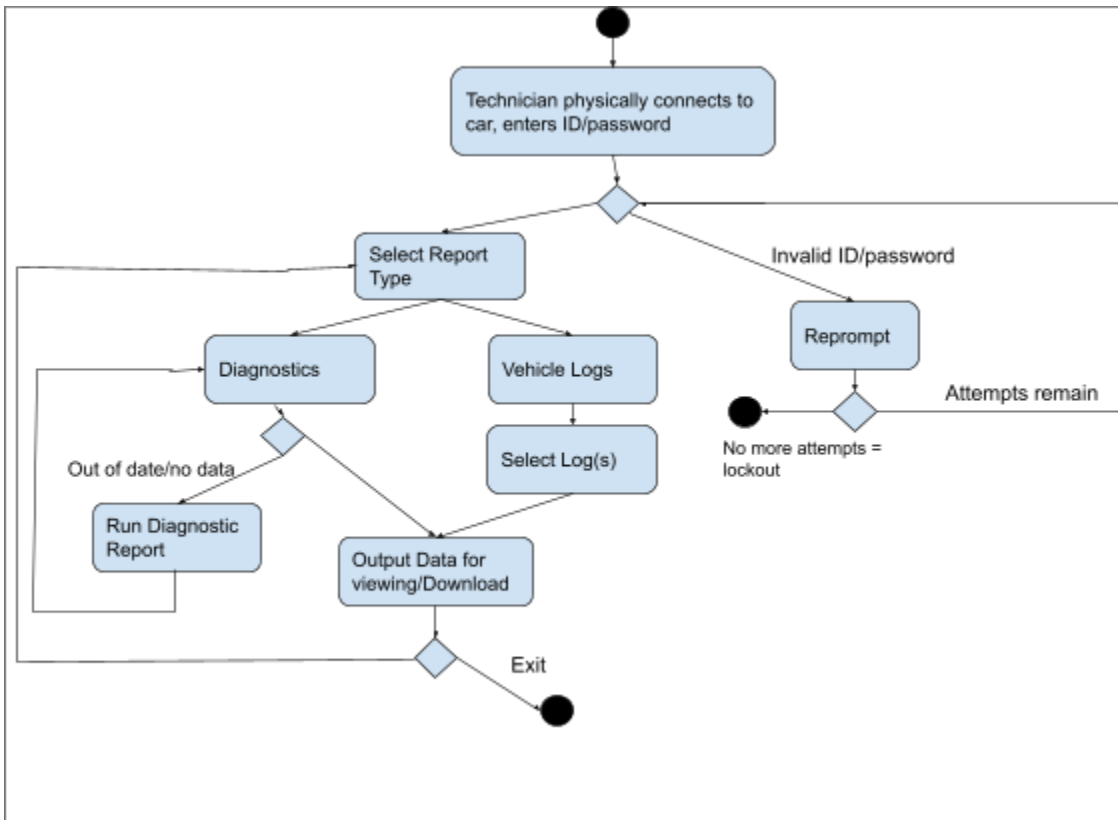 Technician physically connects to
car, enters ID/password
Select Report
Type
Invalid ID/password
Reprompt
Diagnostics
Vehicle Logs
Attempts remain
No more attempts =
lockout
Select Log(s)
Out of date/no data
Run Diagnostic
Report
Output Data for
viewing/Download
Exit